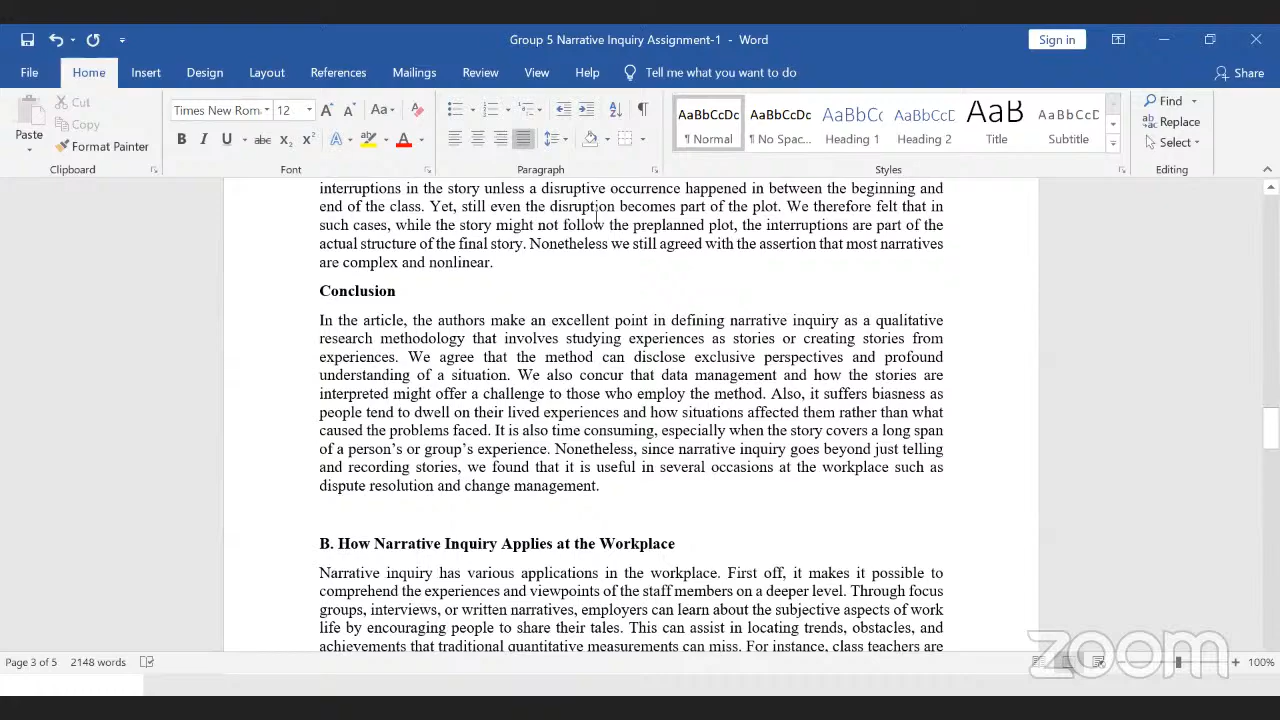 Group 5 Narrative Inquiry Assignment-1 - Word
Sign in
File Home Insert Design Layout References Mailings Review View Help Tell me what you want to do Share
Paste
Cut
Copy
Format Painter
Clipboard
Times New Rom 12
Font
Paragraph
AaBbCcDc AaBbCcDc AaBbCc AaBbCcD AaB AaBbCcD
¶ Normal ¶ No Spac... Heading 1 Heading 2 Title Subtitle
Styles
Find
Replace
Select
Editing
interruptions in the story unless a disruptive occurrence happened in between the beginning and
end of the class. Yet, still even the disruption becomes part of the plot. We therefore felt that in
such cases, while the story might not follow the preplanned plot, the interruptions are part of the
actual structure of the final story. Nonetheless we still agreed with the assertion that most narratives
are complex and nonlinear.
Conclusion
In the article, the authors make an excellent point in defining narrative inquiry as a qualitative
research methodology that involves studying experiences as stories or creating stories from
experiences. We agree that the method can disclose exclusive perspectives and profound
understanding of a situation. We also concur that data management and how the stories are
interpreted might offer a challenge to those who employ the method. Also, it suffers biasness as
people tend to dwell on their lived experiences and how situations affected them rather than what
caused the problems faced. It is also time consuming, especially when the story covers a long span
of a person's or group's experience. Nonetheless, since narrative inquiry goes beyond just telling
and recording stories, we found that it is useful in several occasions at the workplace such as
dispute resolution and change management.
B. How Narrative Inquiry Applies at the Workplace
Narrative inquiry has various applications in the workplace. First off, it makes it possible to
comprehend the experiences and viewpoints of the staff members on a deeper level. Through focus
groups, interviews, or written narratives, employers can learn about the subjective aspects of work
life by encouraging people to share their tales. This can assist in locating trends, obstacles, and
achievements that traditional quantitative measurements can miss. For instance, class teachers are
Page 3 of 5 2148 words
100%
zoom